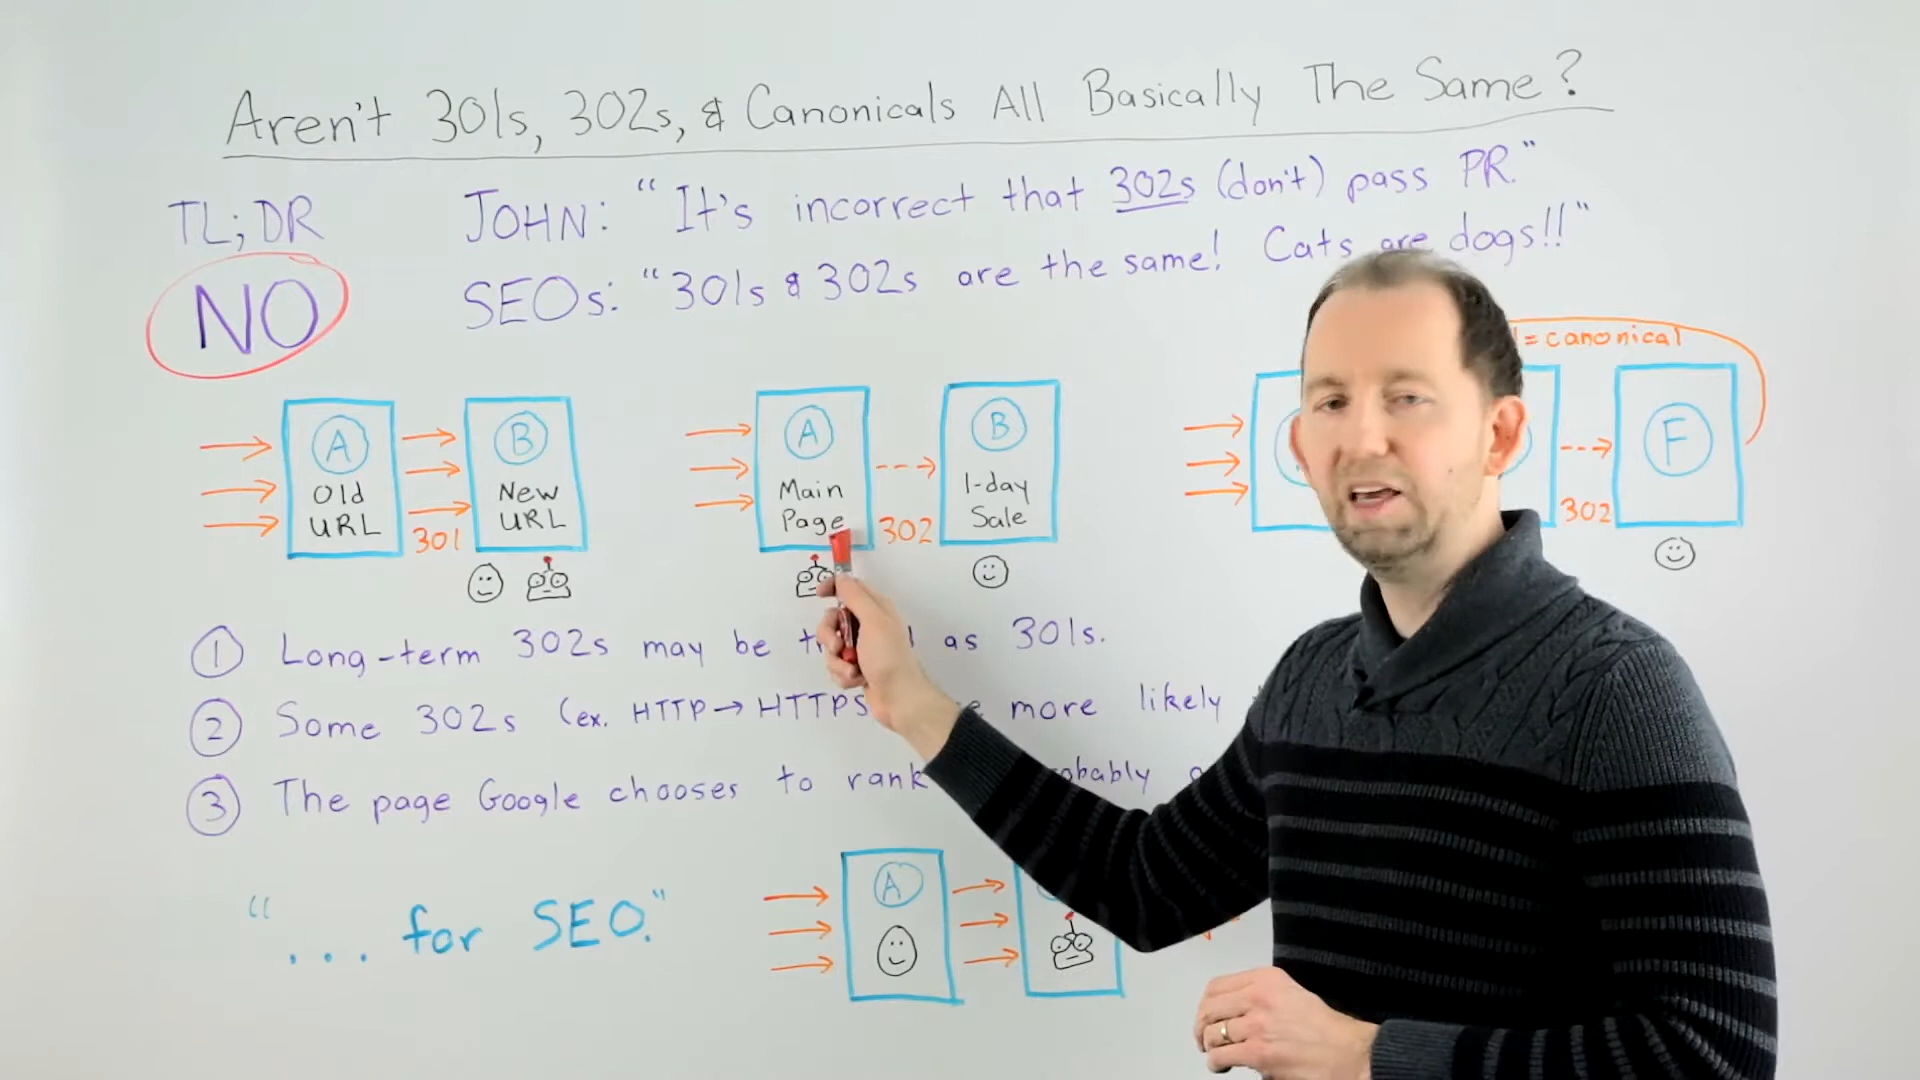 Aren't 301s, 302s, & Canonicals All Basically The Same?
TL;DR
NO
JOHN: "It's incorrect that 302s (don't) pass PR."
SEOs: "301s & 302s are the same! Cats are dogs!!"
A
Old
URL
301
B
New
URL
A
Main
Page
302
B
1-day
Sale
=canonical
302
F
1 Long-term 302s may be as 301s.
2 Some 302s (ex. HTTP→HTTPS more likely
3 The page Google chooses to rank
"... for SEO."
A